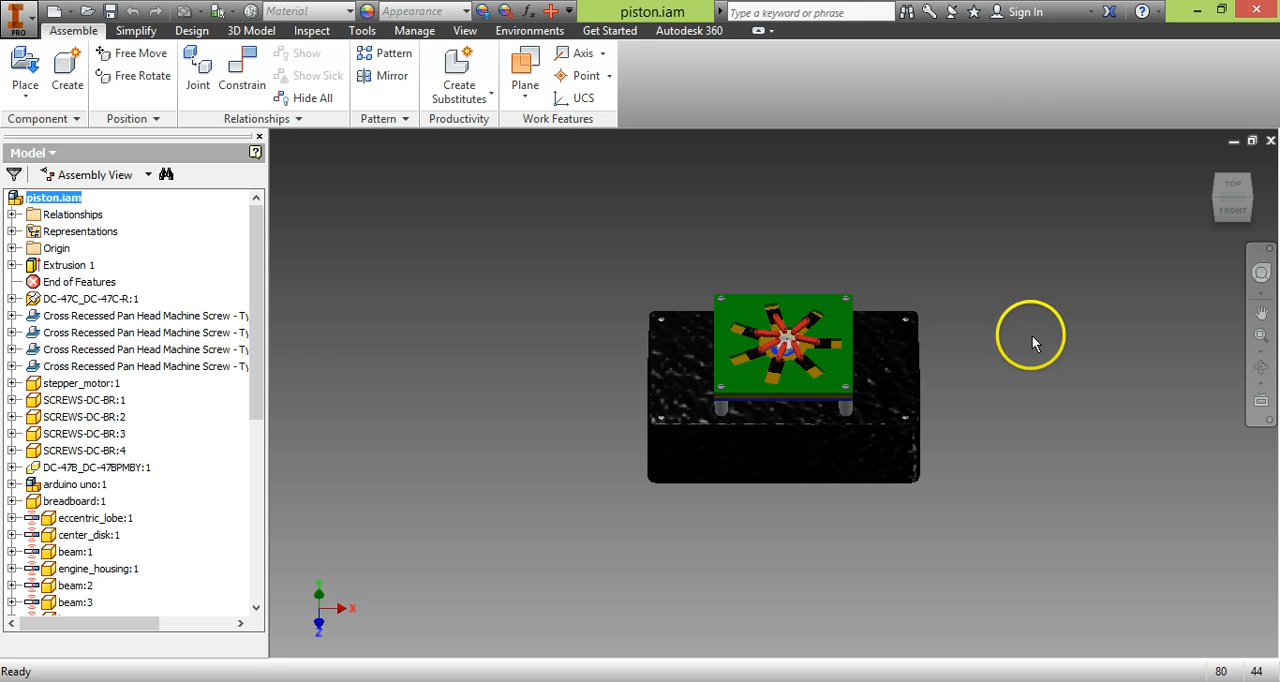 PRO
Material
Appearance
piston.iam
Type a keyword or phrase
Sign In
Assemble Simplify Design 3D Model Inspect Tools Manage View Environments Get Started Autodesk 360
Place
Create
Free Move
Free Rotate
Joint
Constrain
Show
Show Sick
Hide All
Pattern
Mirror
Create
Substitutes
Plane
Axis
Point
UCS
Component Position Relationships Pattern Productivity Work Features
Model
Assembly View
piston.iam
Relationships
Representations
Origin
Extrusion 1
End of Features
DC-47C_DC-47C-R:1
Cross Recessed Pan Head Machine Screw - Ty
Cross Recessed Pan Head Machine Screw - Ty
Cross Recessed Pan Head Machine Screw - Ty
Cross Recessed Pan Head Machine Screw - Ty
stepper_motor:1
SCREWS-DC-BR:1
SCREWS-DC-BR:2
SCREWS-DC-BR:3
SCREWS-DC-BR:4
DC-47B_DC-47BPMBY:1
arduino uno:1
breadboard:1
eccentric_lobe:1
center_disk:1
beam:1
engine_housing:1
beam:2
beam:3
TOP
FRONT
Y
X
Z
Ready
80 44